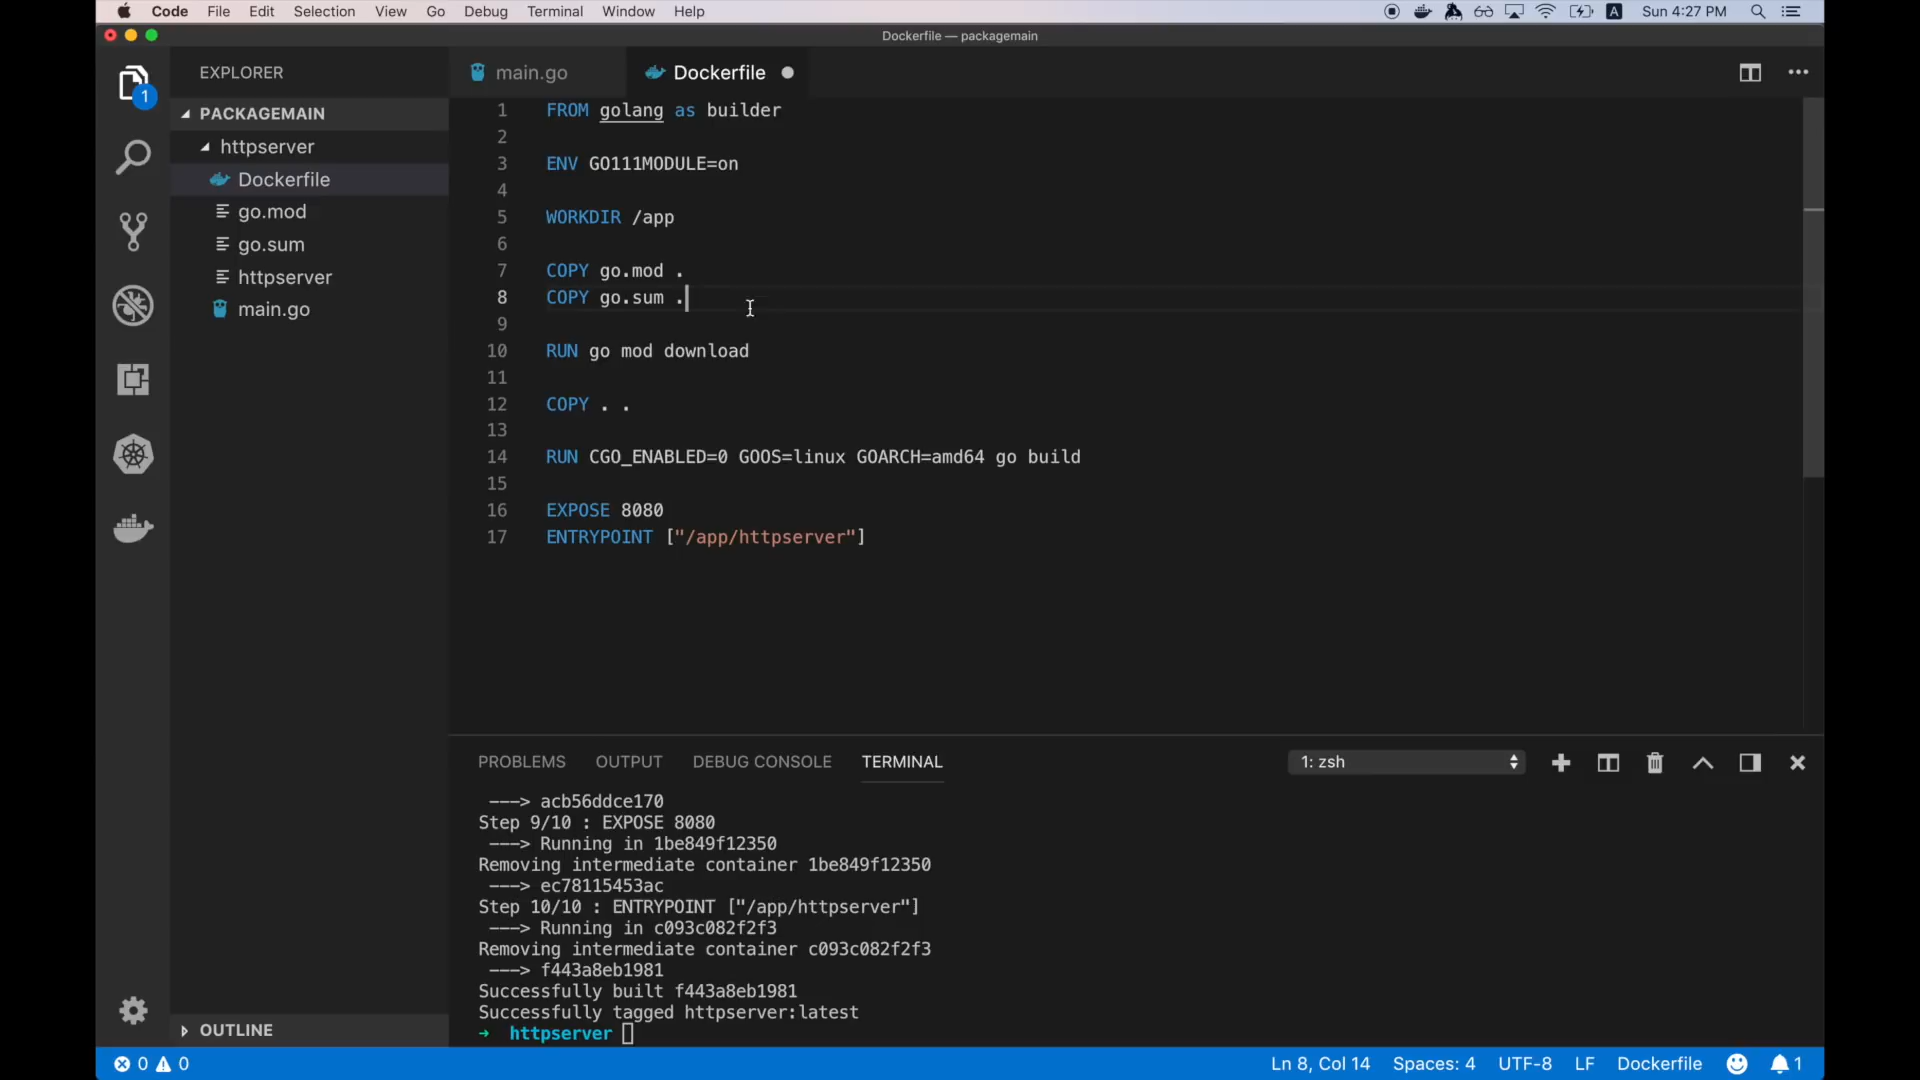 Code File Edit Selection View Go Debug Terminal Window Help
A Sun 4:27 PM
Dockerfile — packagemain
EXPLORER
main.go
Dockerfile
1
PACKAGEMAIN
httpserver
Dockerfile
go.mod
go.sum
httpserver
main.go
1 FROM golang as builder
2
3 ENV GO111MODULE=on
4
5 WORKDIR /app
6
7 COPY go.mod .
8 COPY go.sum .
9
10 RUN go mod download
11
12 COPY . .
13
14 RUN CGO_ENABLED=0 GOOS=linux GOARCH=amd64 go build
15
16 EXPOSE 8080
17 ENTRYPOINT ["/app/httpserver"]
PROBLEMS OUTPUT DEBUG CONSOLE TERMINAL
1: zsh
---> acb56ddce170
Step 9/10 : EXPOSE 8080
---> Running in 1be849f12350
Removing intermediate container 1be849f12350
---> ec78115453ac
Step 10/10 : ENTRYPOINT ["/app/httpserver"]
---> Running in c093c082f2f3
Removing intermediate container c093c082f2f3
---> f443a8eb1981
Successfully built f443a8eb1981
Successfully tagged httpserver:latest
→ httpserver
OUTLINE
0 0
Ln 8, Col 14 Spaces: 4 UTF-8 LF Dockerfile 1